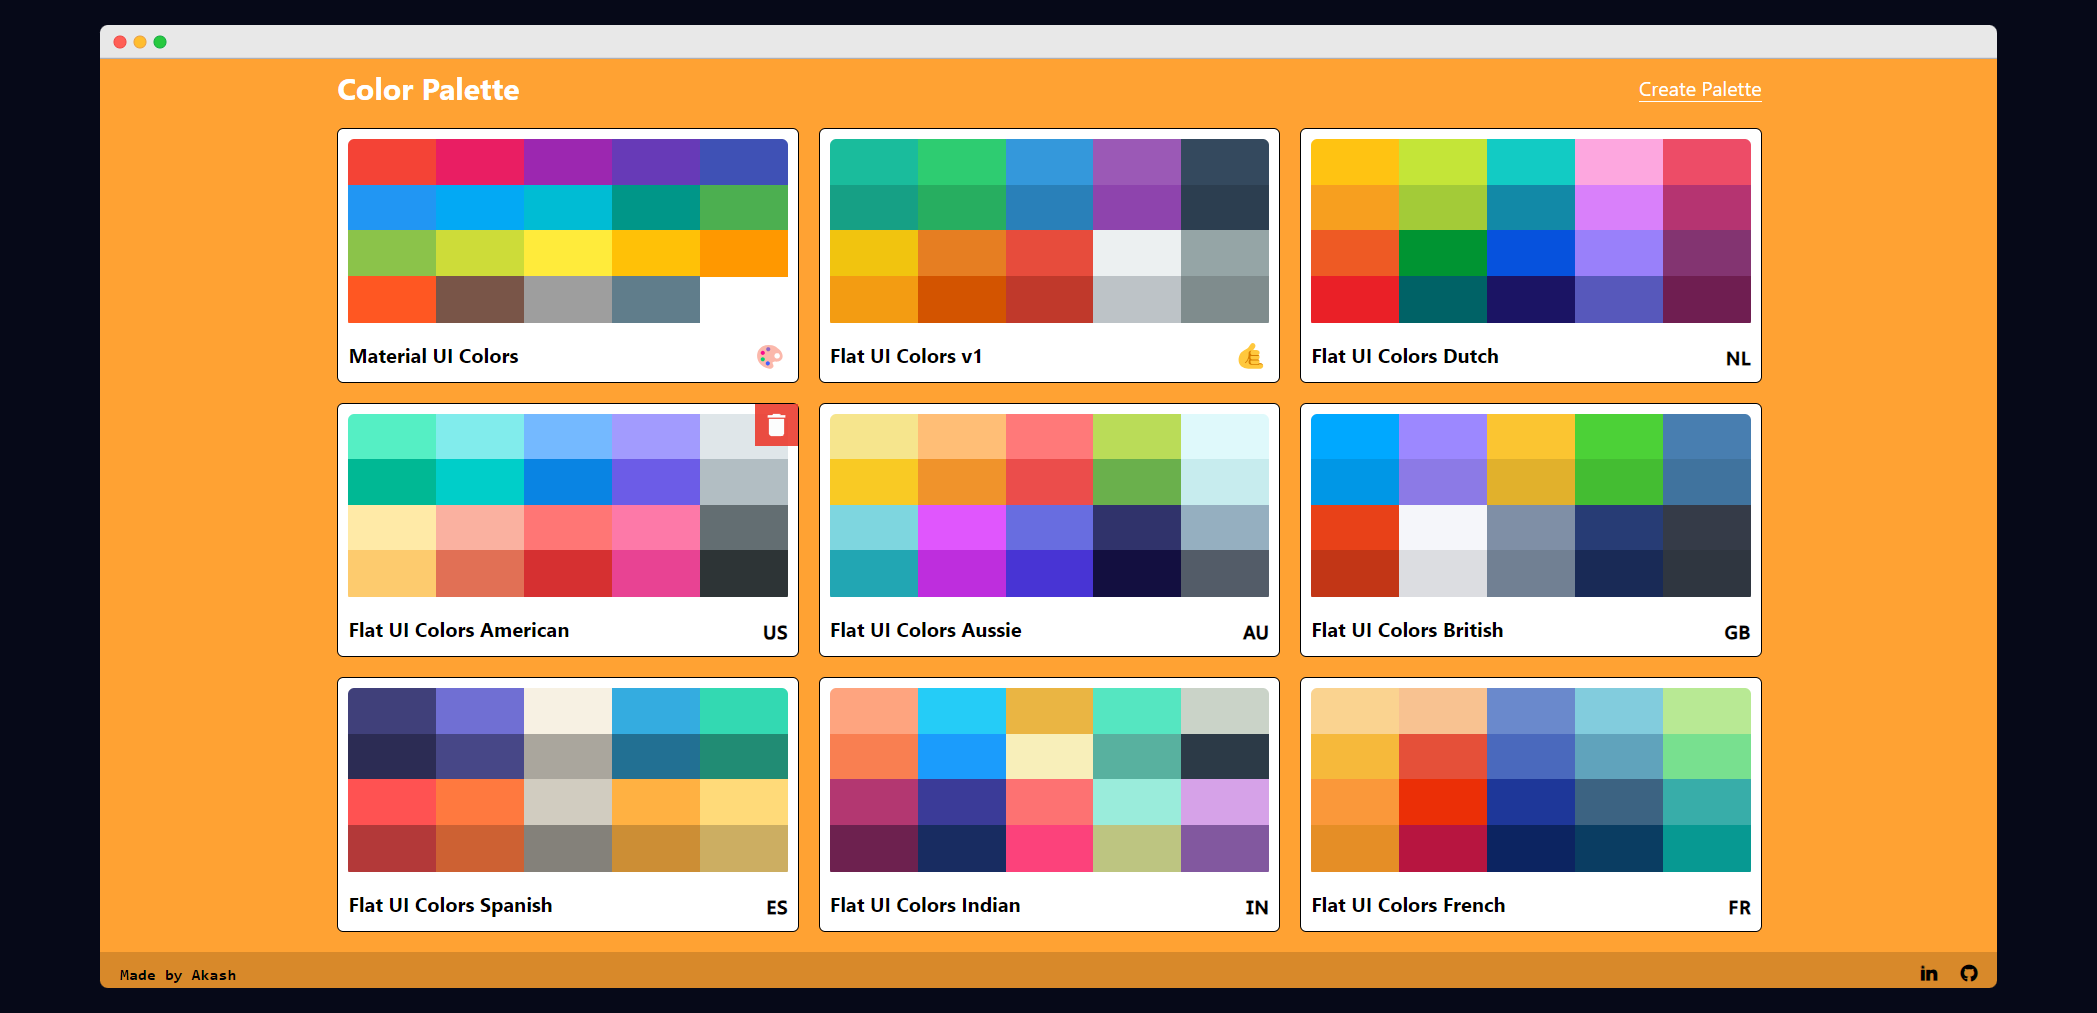 Color Palette
Create Palette
Material UI Colors
Flat UI Colors v1
Flat UI Colors Dutch
NL
Flat UI Colors American
US
Flat UI Colors Aussie
AU
Flat UI Colors British
GB
Flat UI Colors Spanish
ES
Flat UI Colors Indian
IN
Flat UI Colors French
FR
Made by Akash
in